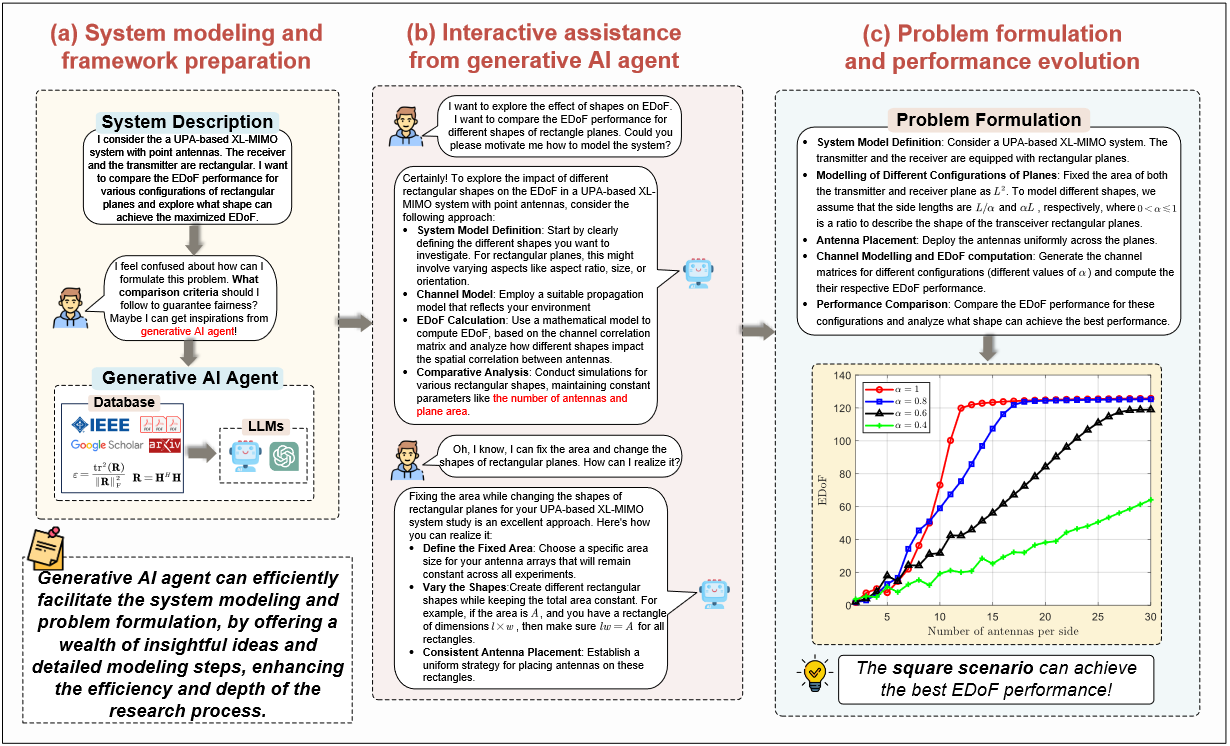 (a) System modeling and
framework preparation
System Description
I consider the a UPA-based XL-MIMO
system with point antennas. The receiver
and the transmitter are rectangular. I want
to compare the EDoF performance for
various configurations of rectangular
planes and explore what shape can
achieve the maximized EDoF.
I feel confused about how can I
formulate this problem. What
comparison criteria should I
follow to guarantee fairness?
Maybe I can get inspirations from
generative AI agent!
Generative AI Agent
Database
IEEE
PDF PDF PDF
Google Scholar arXiv
ε = tr²(R) / ‖R‖²_F R = H^H H
LLMs
Generative AI agent can efficiently
facilitate the system modeling and
problem formulation, by offering a
wealth of insightful ideas and
detailed modeling steps, enhancing
the efficiency and depth of the
research process.
(b) Interactive assistance
from generative AI agent
I want to explore the effect of shapes on EDoF.
I want to compare the EDoF performance for
different shapes of rectangle planes. Could you
please motivate me how to model the system?
Certainly! To explore the impact of different
rectangular shapes on the EDoF in a UPA-based XL-
MIMO system with point antennas, consider the
following approach:
• System Model Definition: Start by clearly
defining the different shapes you want to
investigate. For rectangular planes, this might
involve varying aspects like aspect ratio, size, or
orientation.
• Channel Model: Employ a suitable propagation
model that reflects your environment
• EDoF Calculation: Use a mathematical model to
compute EDoF, based on the channel correlation
matrix and analyze how different shapes impact
the spatial correlation between antennas.
• Comparative Analysis: Conduct simulations for
various rectangular shapes, maintaining constant
parameters like the number of antennas and
plane area.
Oh, I know, I can fix the area and change the
shapes of rectangular planes. How can I realize it?
Fixing the area while changing the shapes of
rectangular planes for your UPA-based XL-MIMO
system study is an excellent approach. Here's how
you can realize it:
• Define the Fixed Area: Choose a specific area
size for your antenna arrays that will remain
constant across all experiments.
• Vary the Shapes:Create different rectangular
shapes while keeping the total area constant. For
example, if the area is A, and you have a rectangle
of dimensions l×w , then make sure lw = A for all
rectangles.
• Consistent Antenna Placement: Establish a
uniform strategy for placing antennas on these
rectangles.
(c) Problem formulation
and performance evolution
Problem Formulation
• System Model Definition: Consider a UPA-based XL-MIMO system. The
transmitter and the receiver are equipped with rectangular planes.
• Modelling of Different Configurations of Planes: Fixed the area of both
the transmitter and receiver plane as L². To model different shapes, we
assume that the side lengths are L/α and αL , respectively, where 0<α≤1
is a ratio to describe the shape of the transceiver rectangular planes.
• Antenna Placement: Deploy the antennas uniformly across the planes.
• Channel Modelling and EDoF computation: Generate the channel
matrices for different configurations (different values of α) and compute the
their respective EDoF performance.
• Performance Comparison: Compare the EDoF performance for these
configurations and analyze what shape can achieve the best performance.
140
120
100
80
60
40
20
0
EDoF
α = 1
α = 0.8
α = 0.6
α = 0.4
5 10 15 20 25 30
Number of antennas per side
The square scenario can achieve
the best EDoF performance!